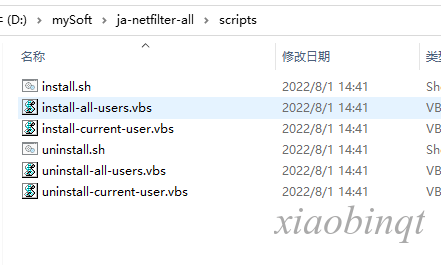 (D:) › mySoft › ja-netfilter-all › scripts
名称 修改日期
install.sh 2022/8/1 14:41 Sh
install-all-users.vbs 2022/8/1 14:41 VB
install-current-user.vbs 2022/8/1 14:41 VB
uninstall.sh 2022/8/1 14:41 Sh
uninstall-all-users.vbs 2022/8/1 14:41 VB
uninstall-current-user.vbs 2022/8/1 14:41 VB
xiaobinqt